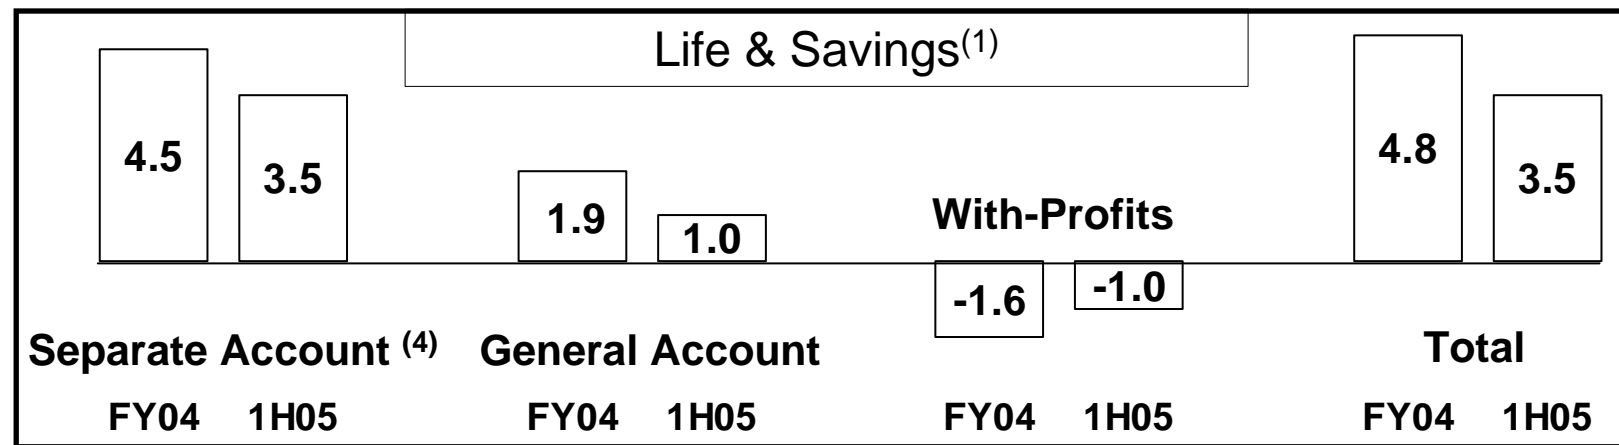 Life & Savings(1)
4.5
3.5
1.9
1.0
With-Profits
-1.6
-1.0
4.8
3.5
Separate Account (4)
General Account
Total
FY04 1H05 FY04 1H05 FY04 1H05 FY04 1H05